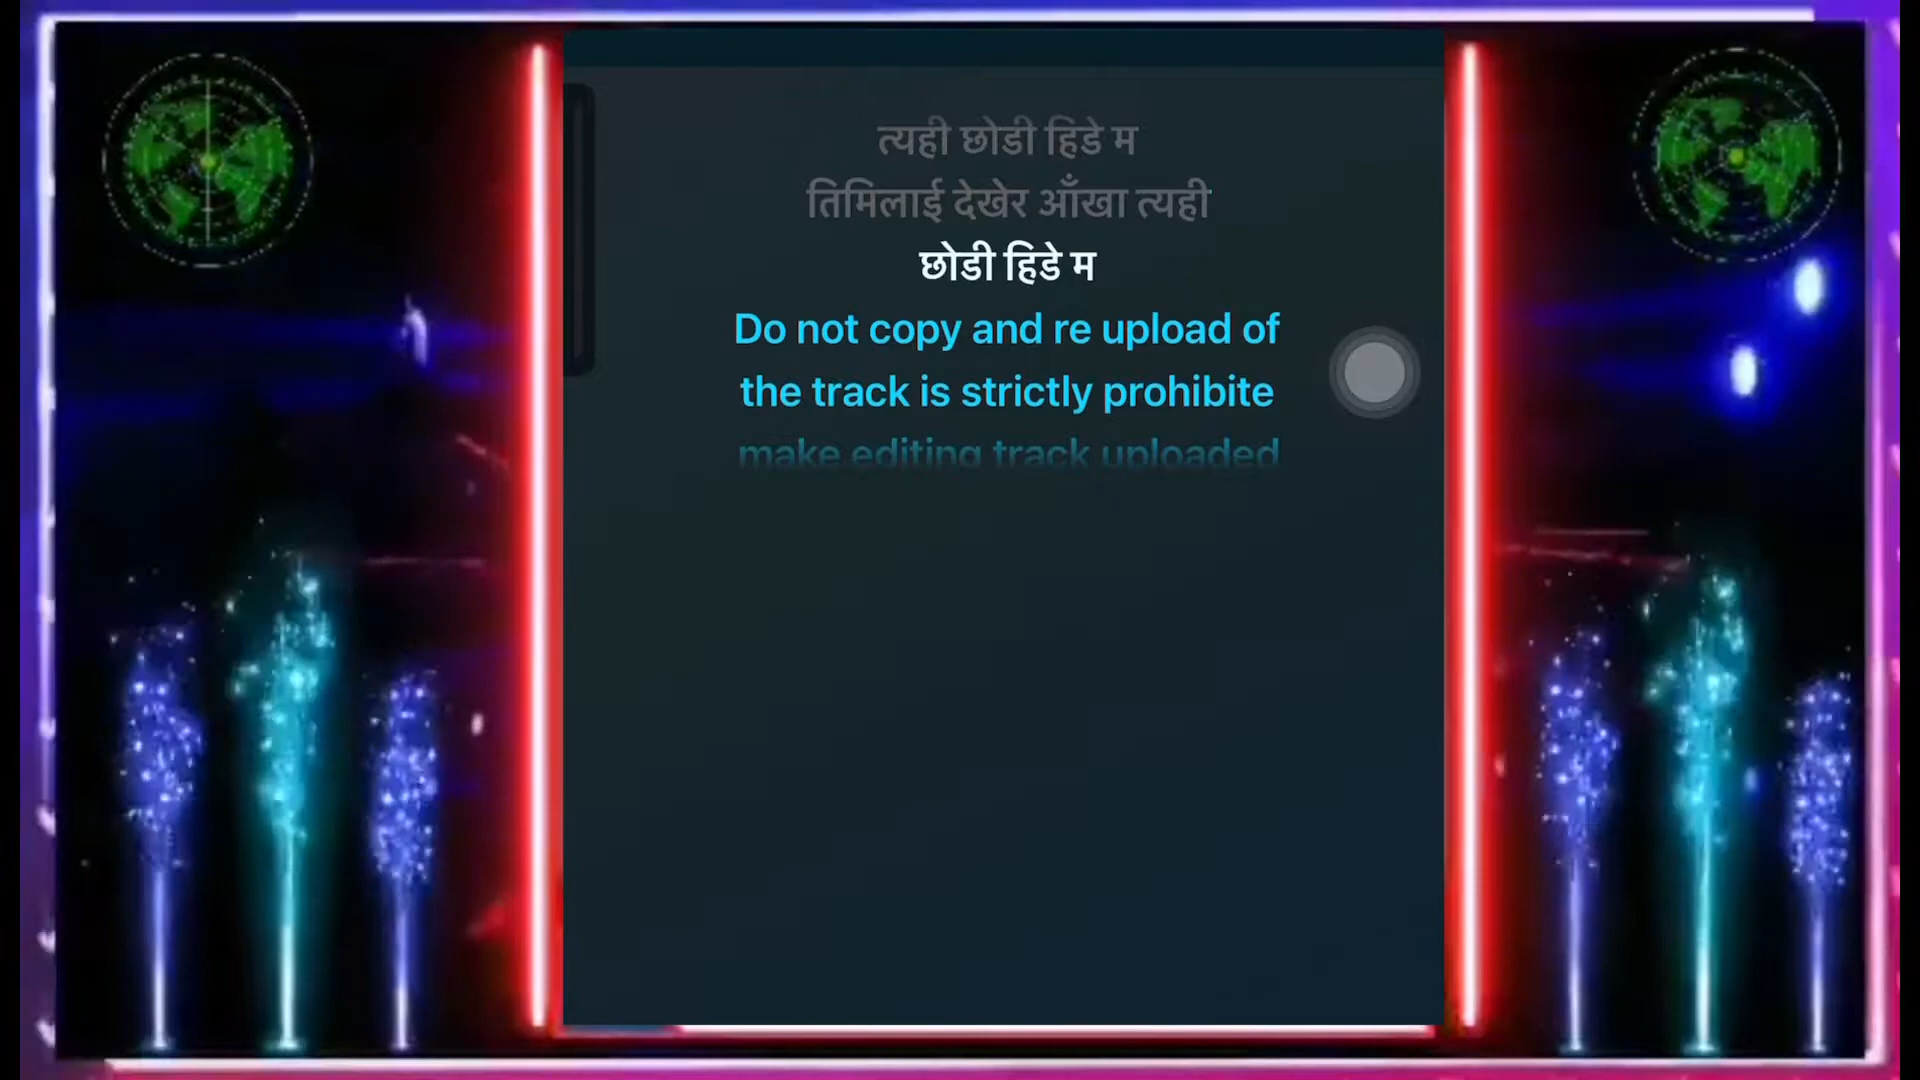 त्यही छोडी हिडे म
तिमिलाई देखेर आँखा त्यही
छोडी हिडे म
Do not copy and re upload of
the track is strictly prohibite
make editing track uploaded